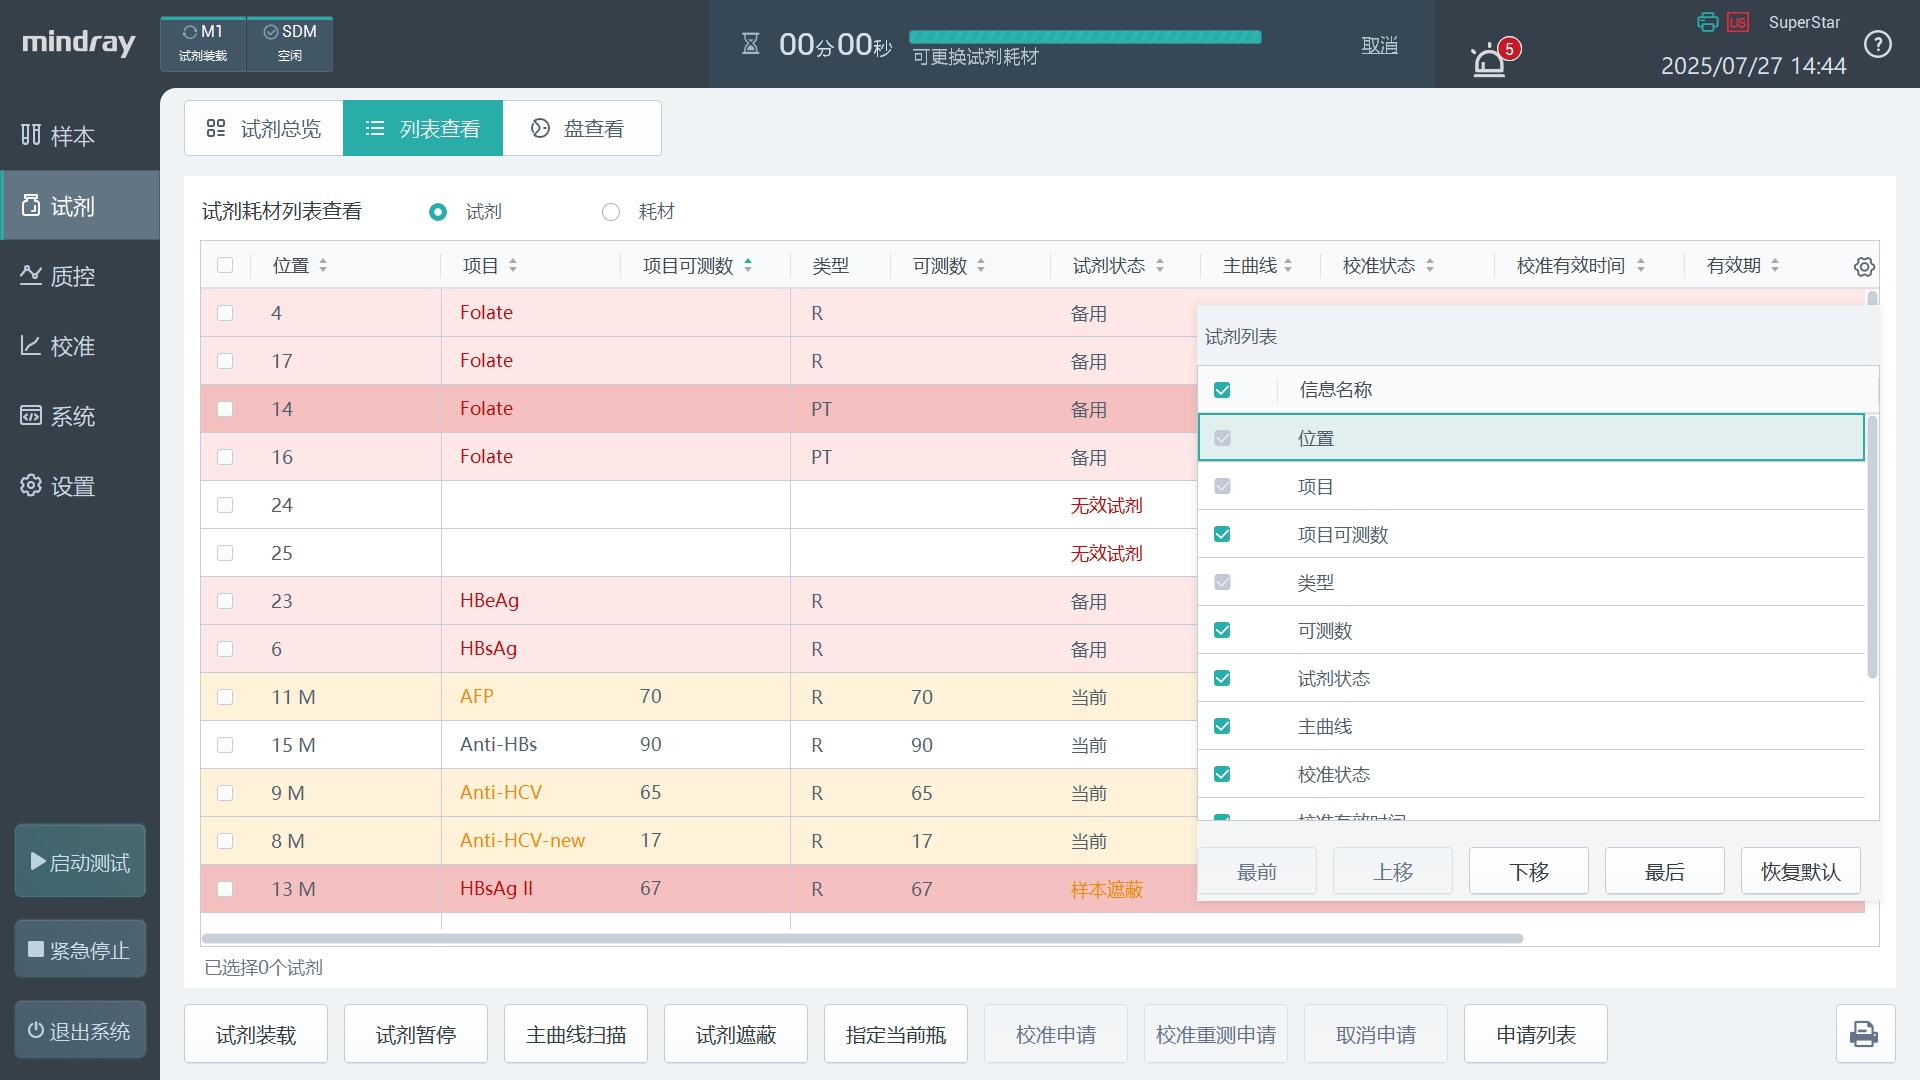 mindray
M1
试剂装载
SDM
空闲
00分00秒
可更换试剂耗材
取消
5
LIS
SuperStar
2025/07/27 14:44
?
样本
试剂
质控
校准
系统
设置
启动测试
紧急停止
退出系统
试剂总览
列表查看
盘查看
试剂耗材列表查看
试剂
耗材
位置 项目 项目可测数 类型 可测数 试剂状态 主曲线 校准状态 校准有效时间 有效期
4 Folate R 备用
17 Folate R 备用
14 Folate PT 备用
16 Folate PT 备用
24 无效试剂
25 无效试剂
23 HBeAg R 备用
6 HBsAg R 备用
11 M AFP 70 R 70 当前
15 M Anti-HBs 90 R 90 当前
9 M Anti-HCV 65 R 65 当前
8 M Anti-HCV-new 17 R 17 当前
13 M HBsAg II 67 R 67 样本遮蔽
试剂列表
信息名称
位置
项目
项目可测数
类型
可测数
试剂状态
主曲线
校准状态
校准有效时间
最前
上移
下移
最后
恢复默认
已选择0个试剂
试剂装载
试剂暂停
主曲线扫描
试剂遮蔽
指定当前瓶
校准申请
校准重测申请
取消申请
申请列表